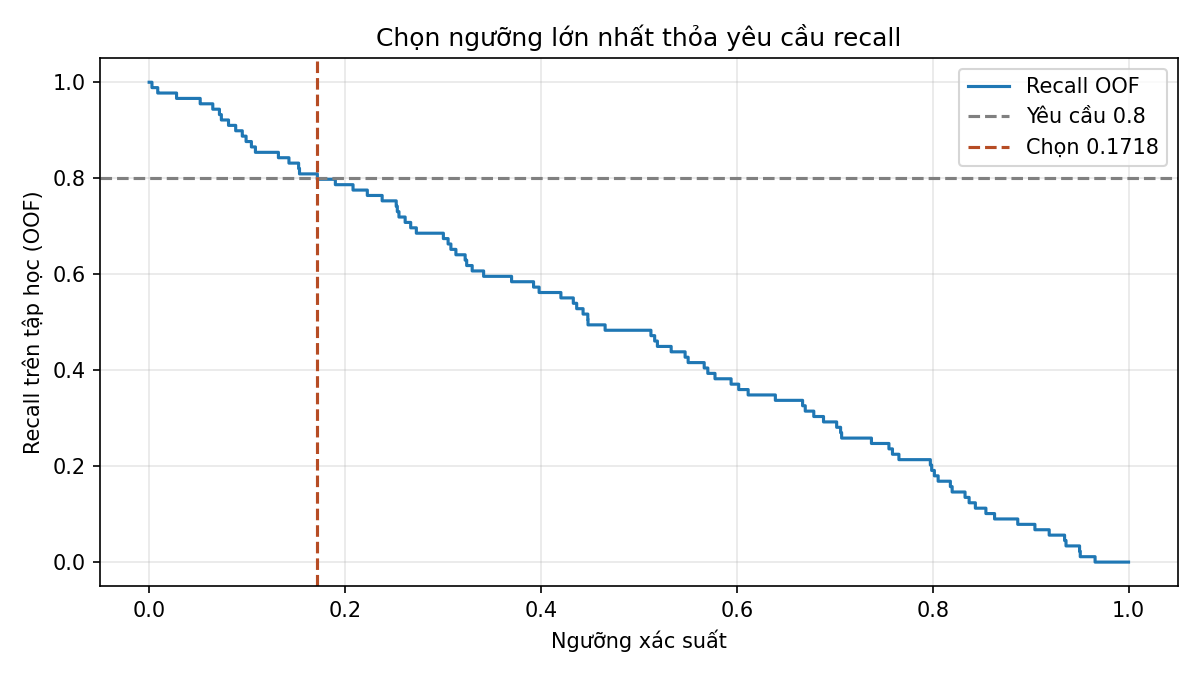 Chọn ngưỡng lớn nhất thỏa yêu cầu recall
Recall OOF
Yêu cầu 0.8
Chọn 0.1718
Recall trên tập học (OOF)
1.0
0.8
0.6
0.4
0.2
0.0
0.0 0.2 0.4 0.6 0.8 1.0
Ngưỡng xác suất